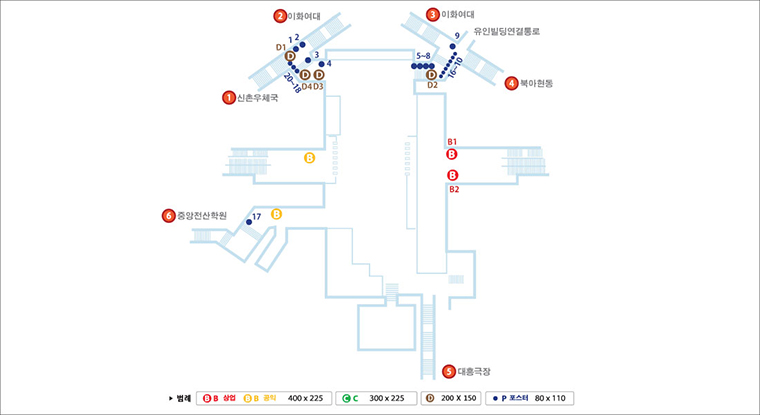 2 이화여대
3 이화여대
유인빌딩연결통로
9
1 2
D1
D
3
4
5~8
16~10
20~18
D D
D4 D3
D
D2
1 신촌우체국
4 북아현동
B1
B
B
B
B2
6 중앙전산학원
17
B
5 대흥극장
▶ 범례
B B 상업 B B 공익 400 x 225
C C 300 x 225
D 200 X 150
P 포스터 80 x 110